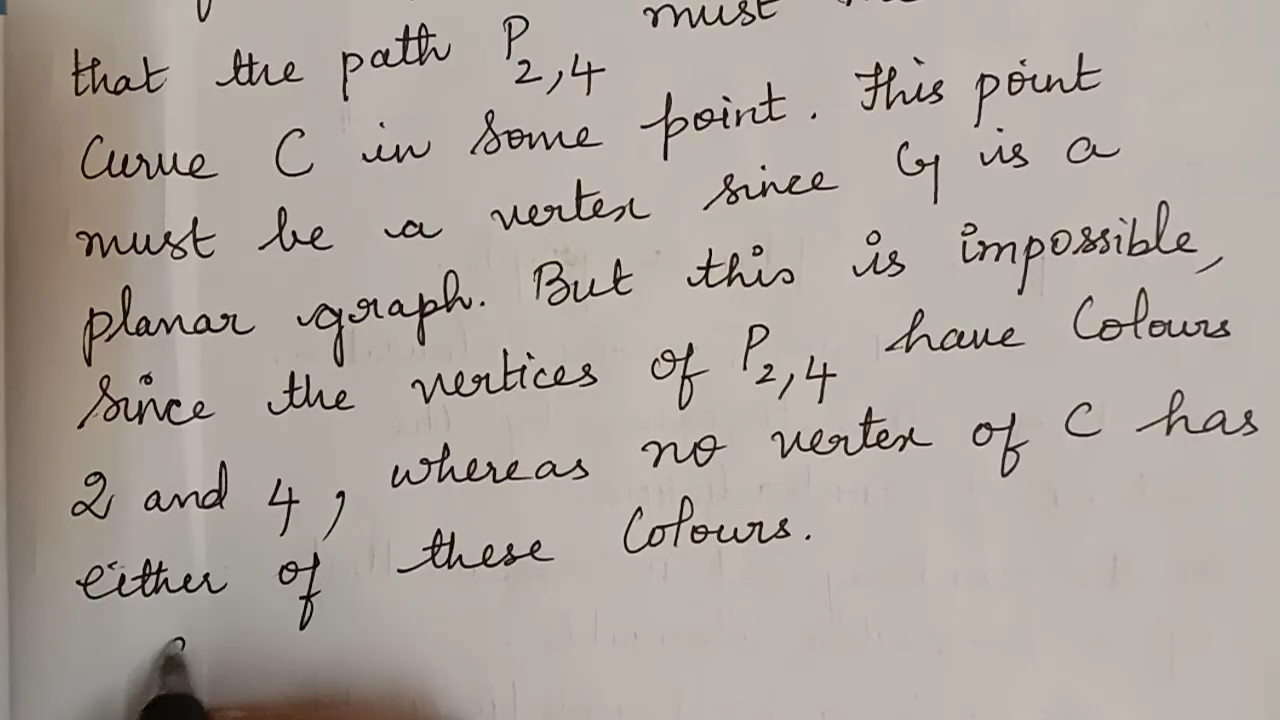 that the path P2,4 must
Curve C in some point. This point
must be a vertex since G is a
planar graph. But this is impossible,
since the vertices of P2,4 have Colours
2 and 4, whereas no vertex of C has
either of these Colours.